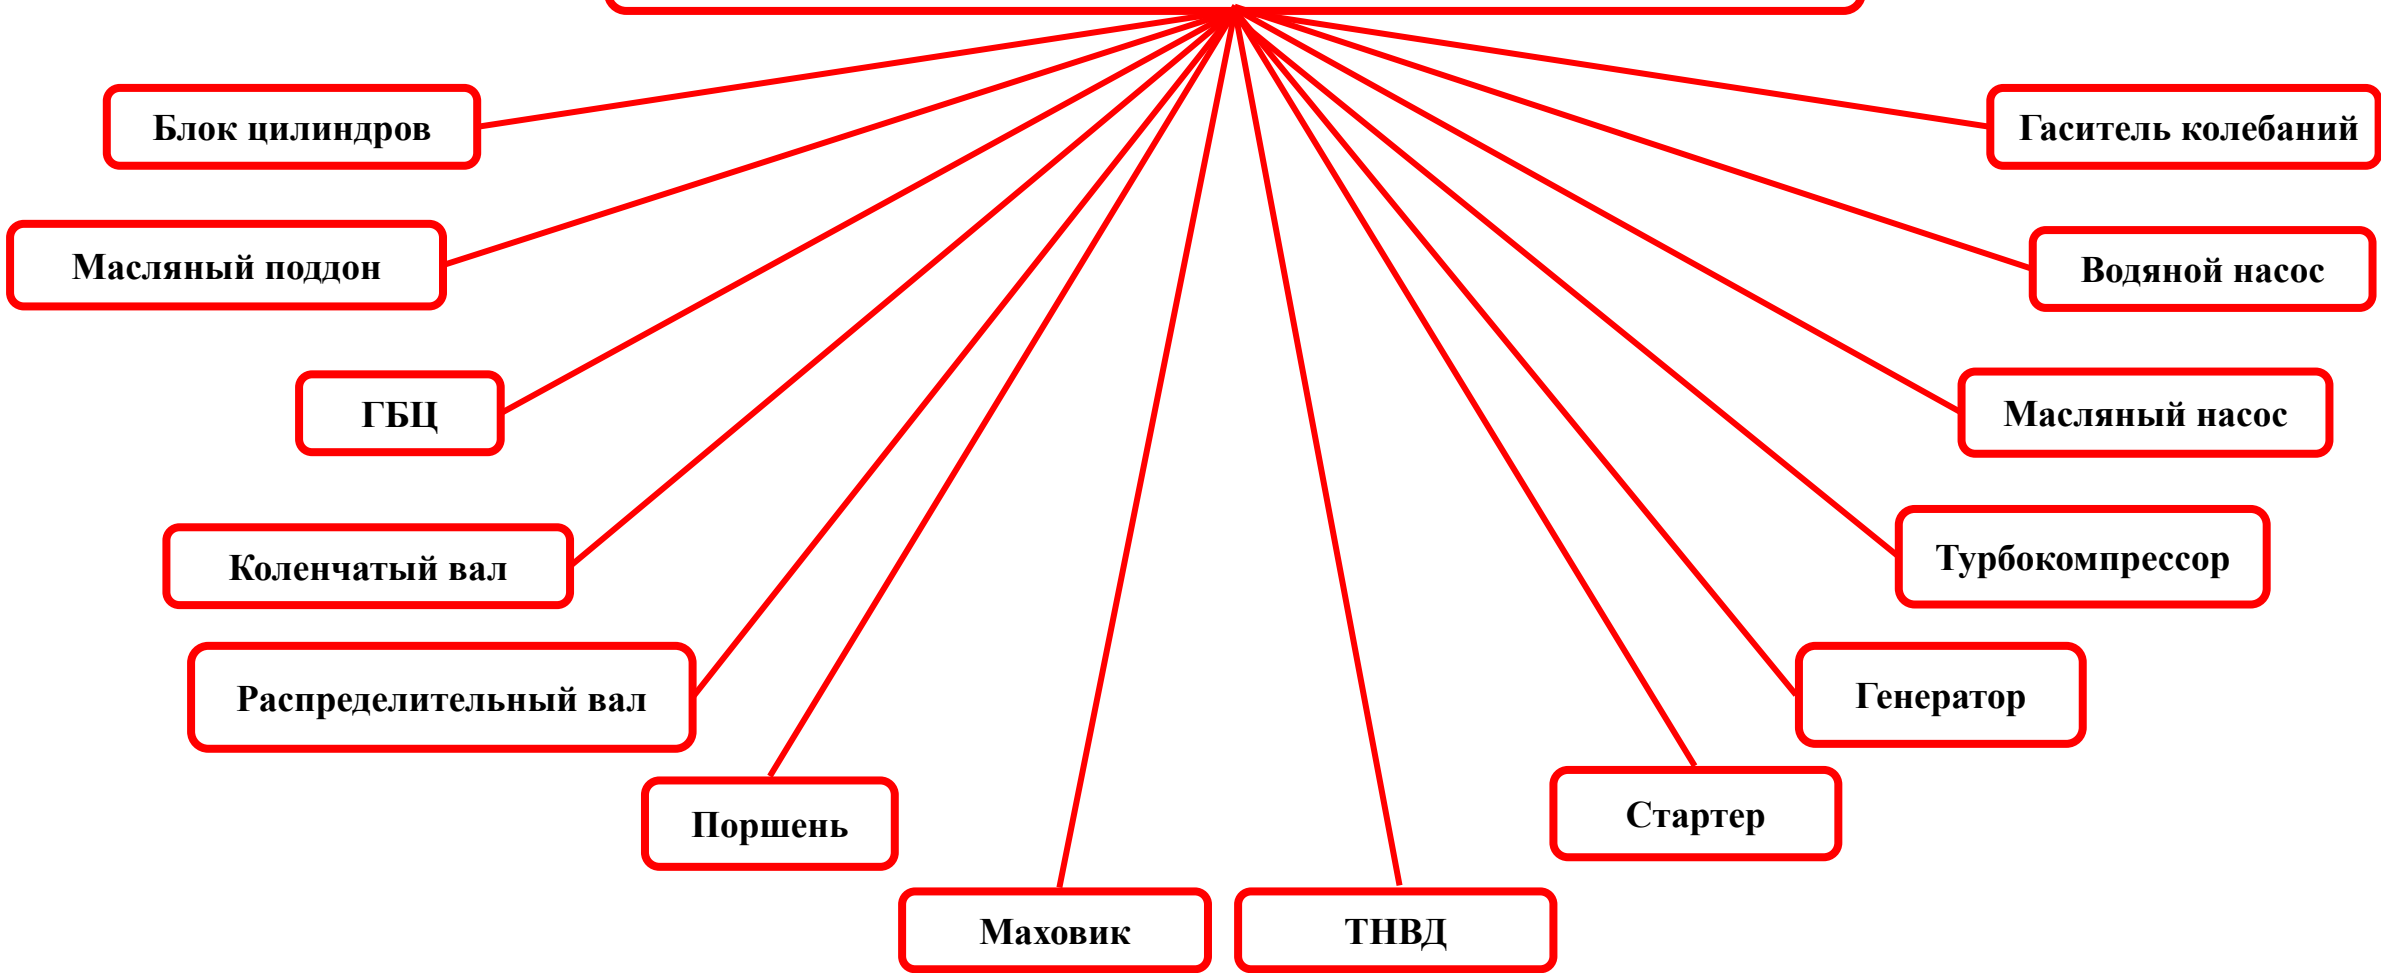 Блок цилиндров
Гаситель колебаний
Масляный поддон
Водяной насос
ГБЦ
Масляный насос
Коленчатый вал
Турбокомпрессор
Распределительный вал
Генератор
Поршень
Стартер
Маховик
ТНВД